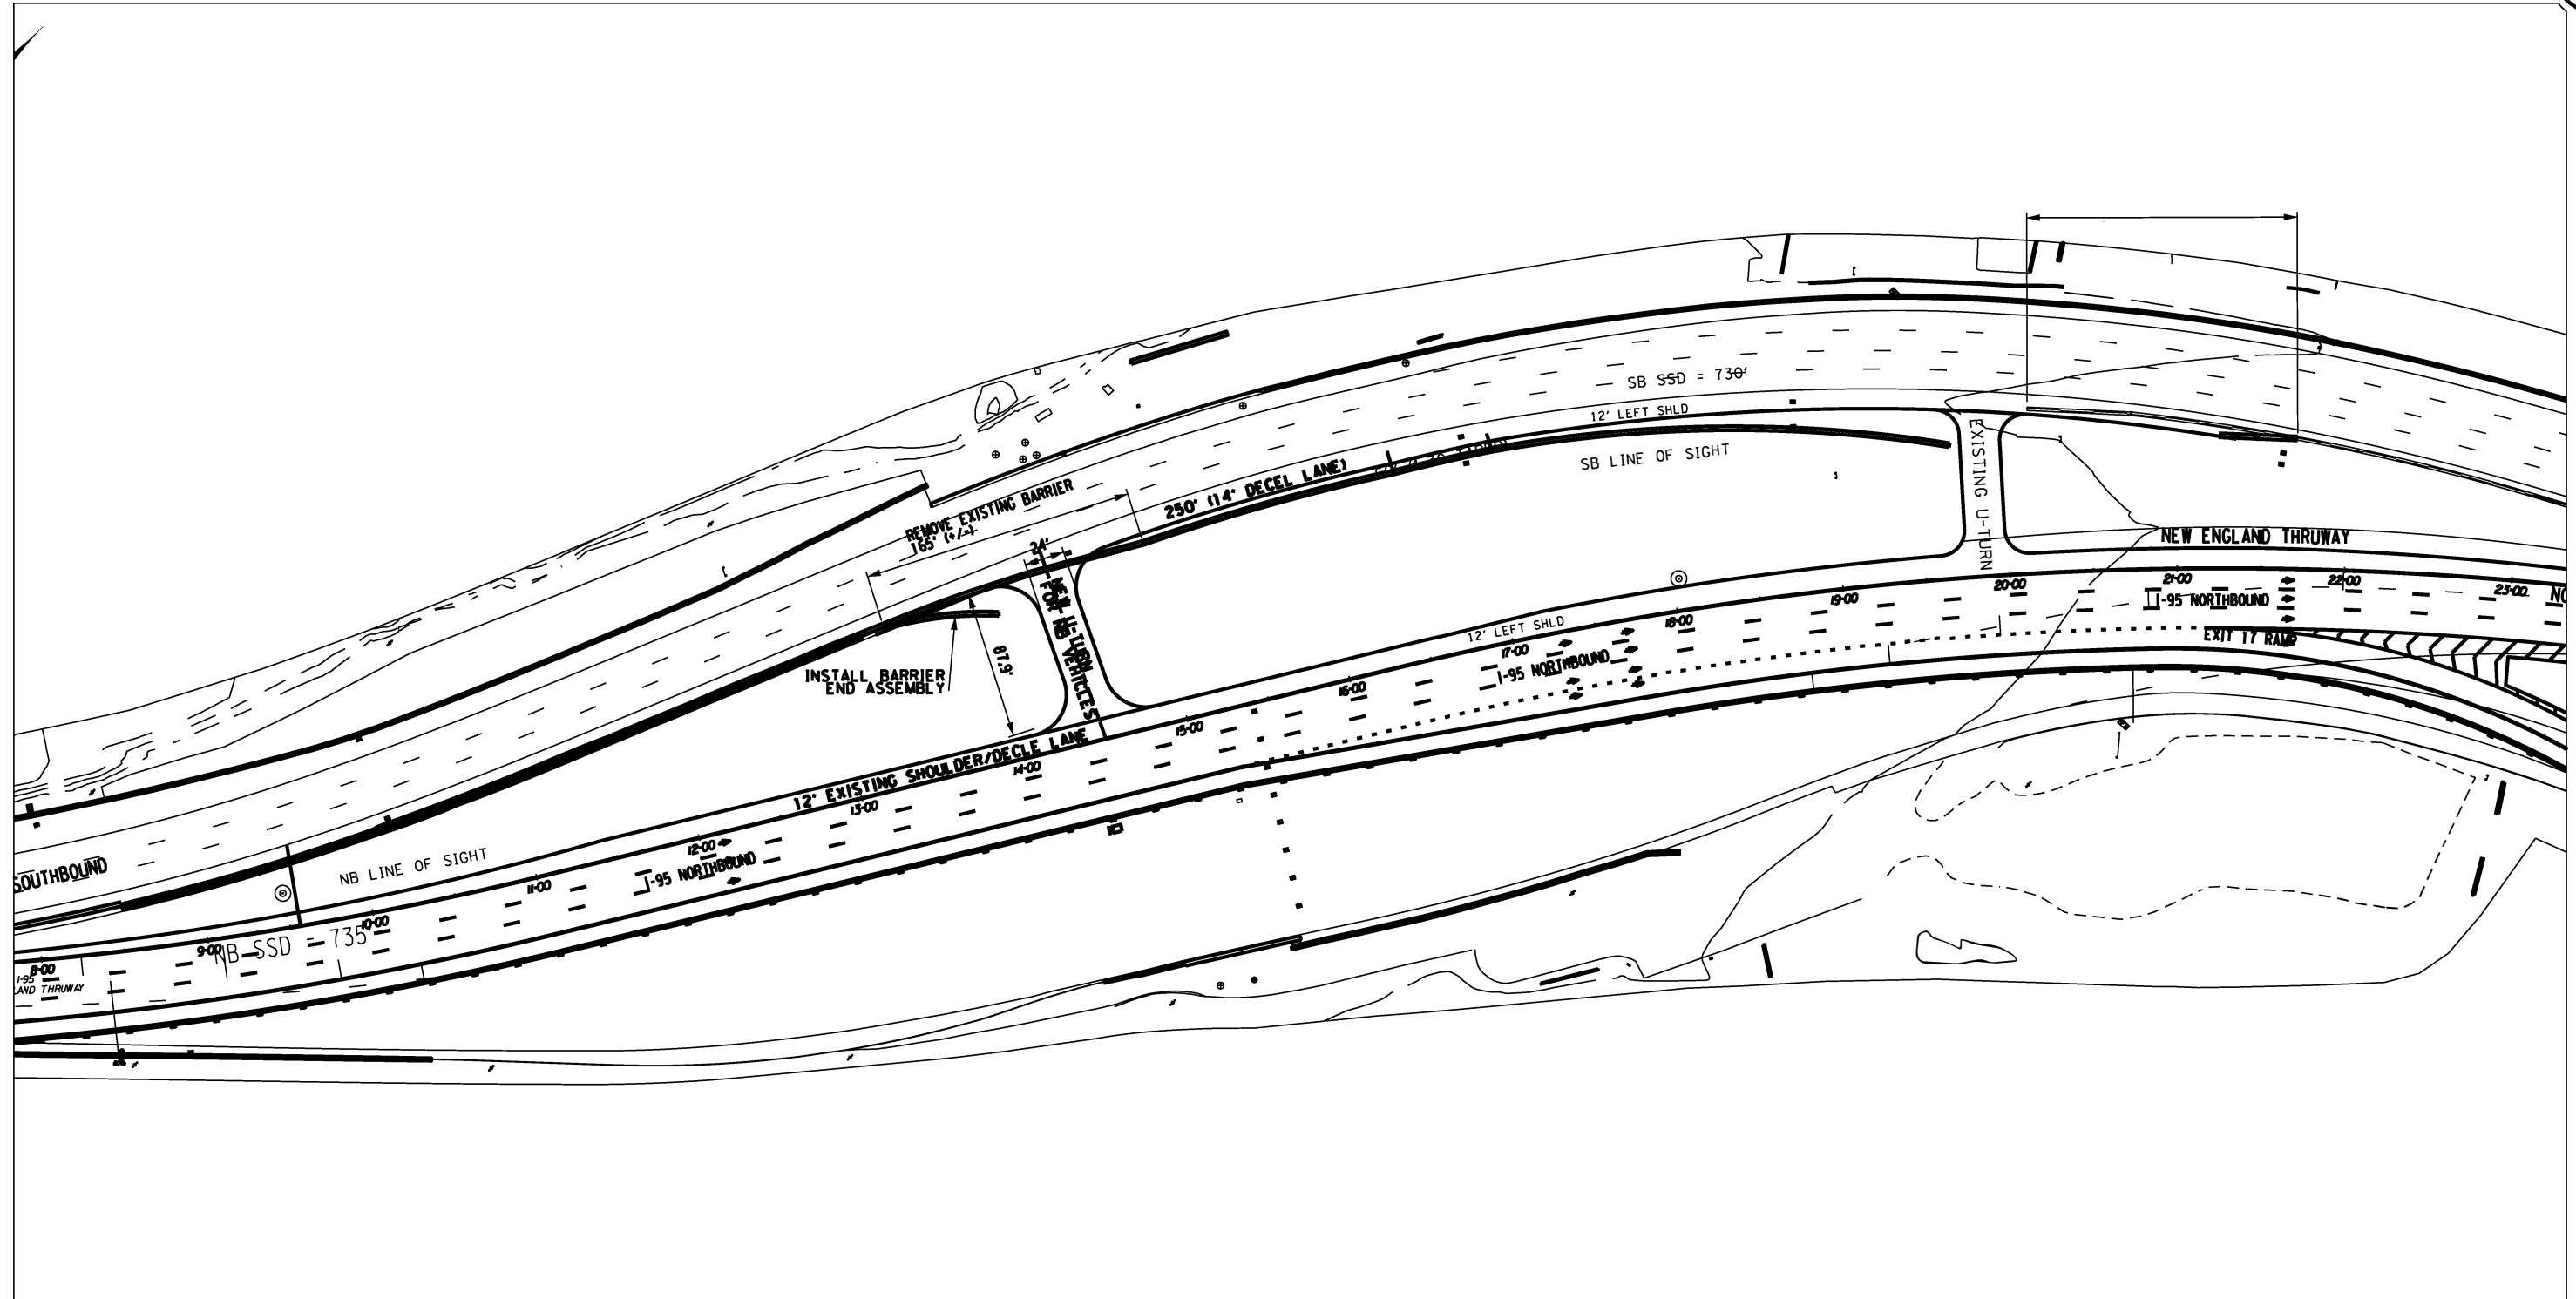 SB SSD = 730'
12' LEFT SHLD
SB LINE OF SIGHT
EXISTING U-TURN
250' (14' DECEL LANE)
REMOVE EXISTING BARRIER
165' (+/-)
24'
NEW U-TURN
FOR NB VEHICLES
87.9'
INSTALL BARRIER
END ASSEMBLY
NEW ENGLAND THRUWAY
20+00
21+00
22+00
23+00
I-95 NORTHBOUND
EXIT 17 RAMP
19+00
18+00
12' LEFT SHLD
17+00
I-95 NORTHBOUND
16+00
15+00
12' EXISTING SHOULDER/DECLE LANE
14+00
13+00
12+00
I-95 NORTHBOUND
11+00
NB LINE OF SIGHT
SOUTHBOUND
10+00
9+00
NB SSD = 735'
8+00
I-95
LAND THRUWAY